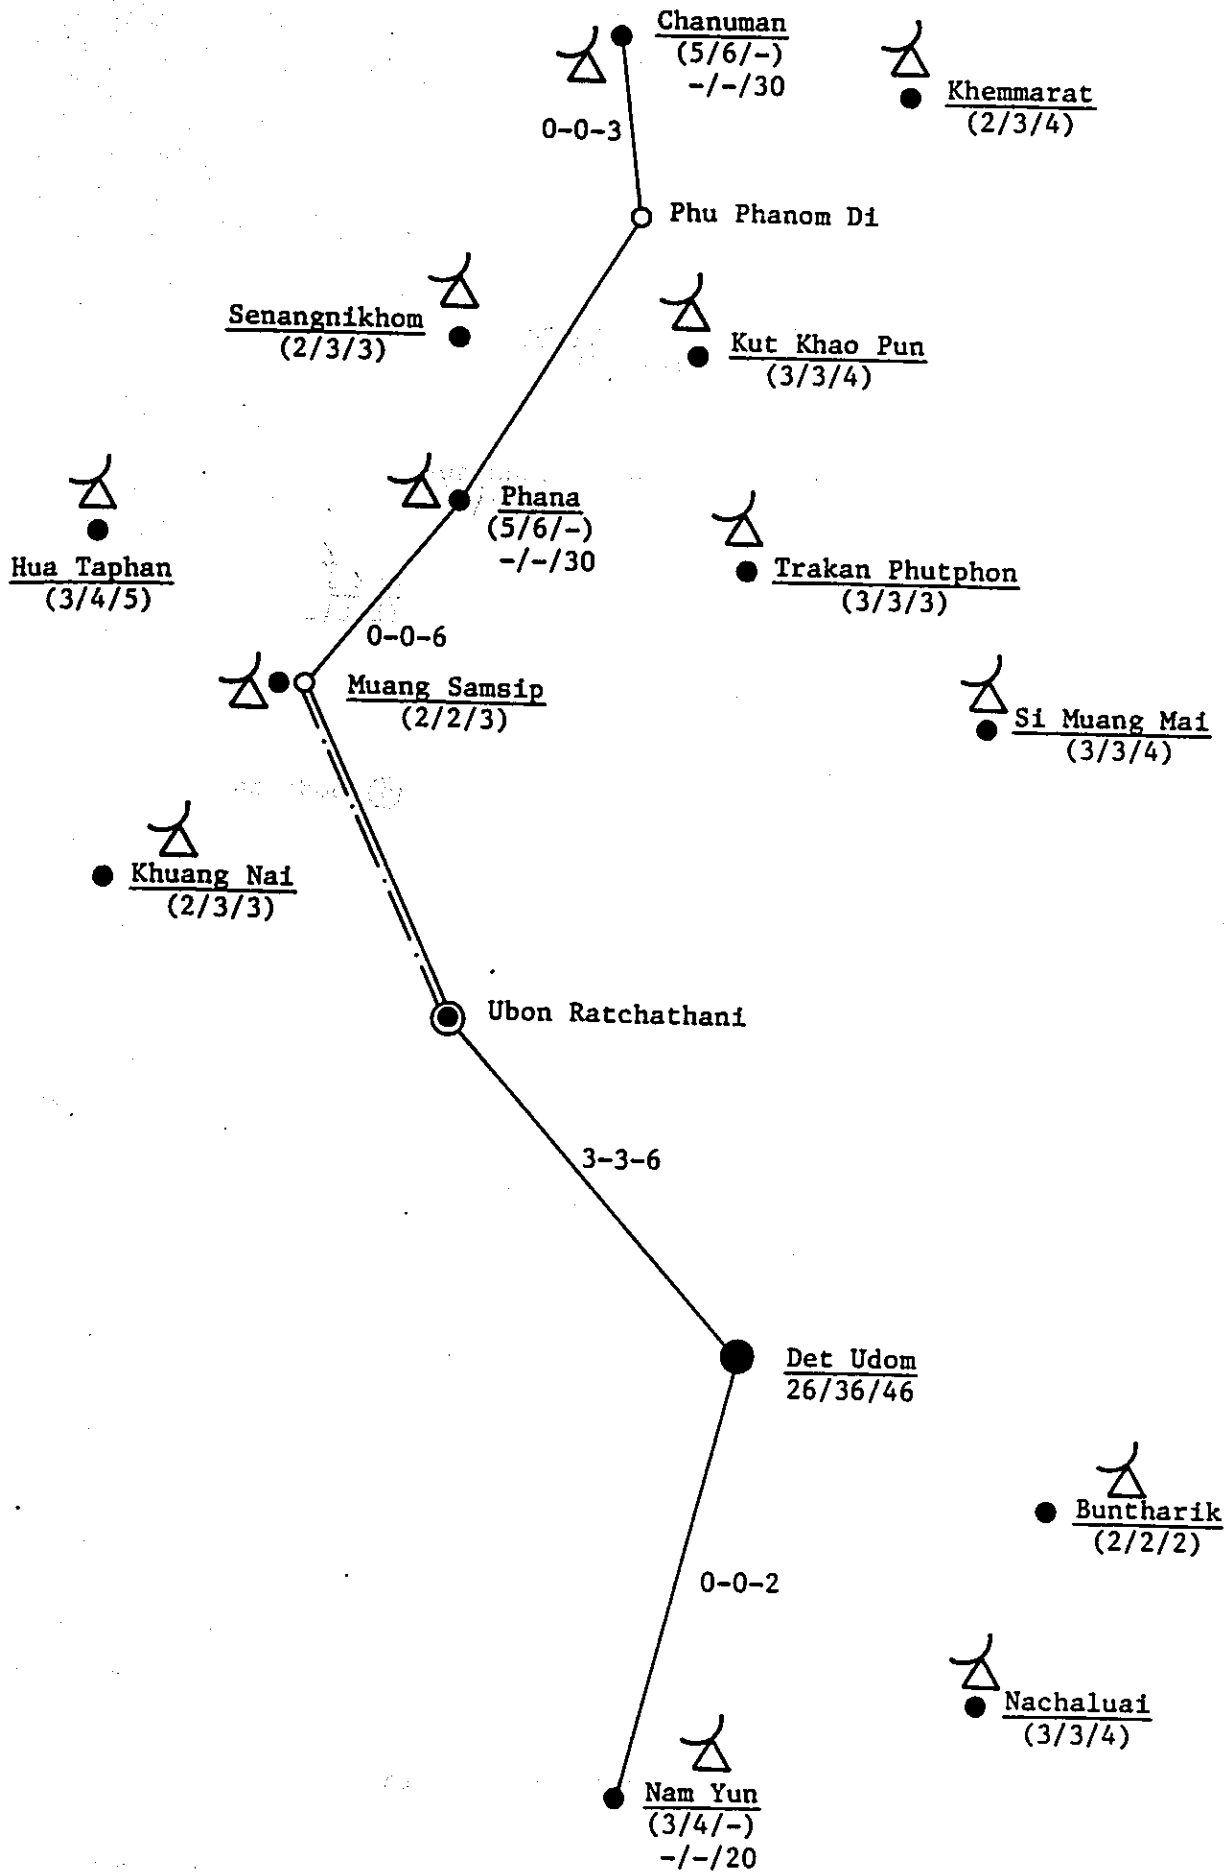 Chanuman
(5/6/-)
-/-/30
Khemmarat
(2/3/4)
0-0-3
Phu Phanom Di
Senangnikhom
(2/3/3)
Kut Khao Pun
(3/3/4)
Phana
(5/6/-)
-/-/30
Hua Taphan
(3/4/5)
Trakan Phutphon
(3/3/3)
0-0-6
Muang Samsip
(2/2/3)
Si Muang Mai
(3/3/4)
Khuang Nai
(2/3/3)
Ubon Ratchathani
3-3-6
Det Udom
26/36/46
Buntharik
(2/2/2)
0-0-2
Nachaluai
(3/3/4)
Nam Yun
(3/4/-)
-/-/20